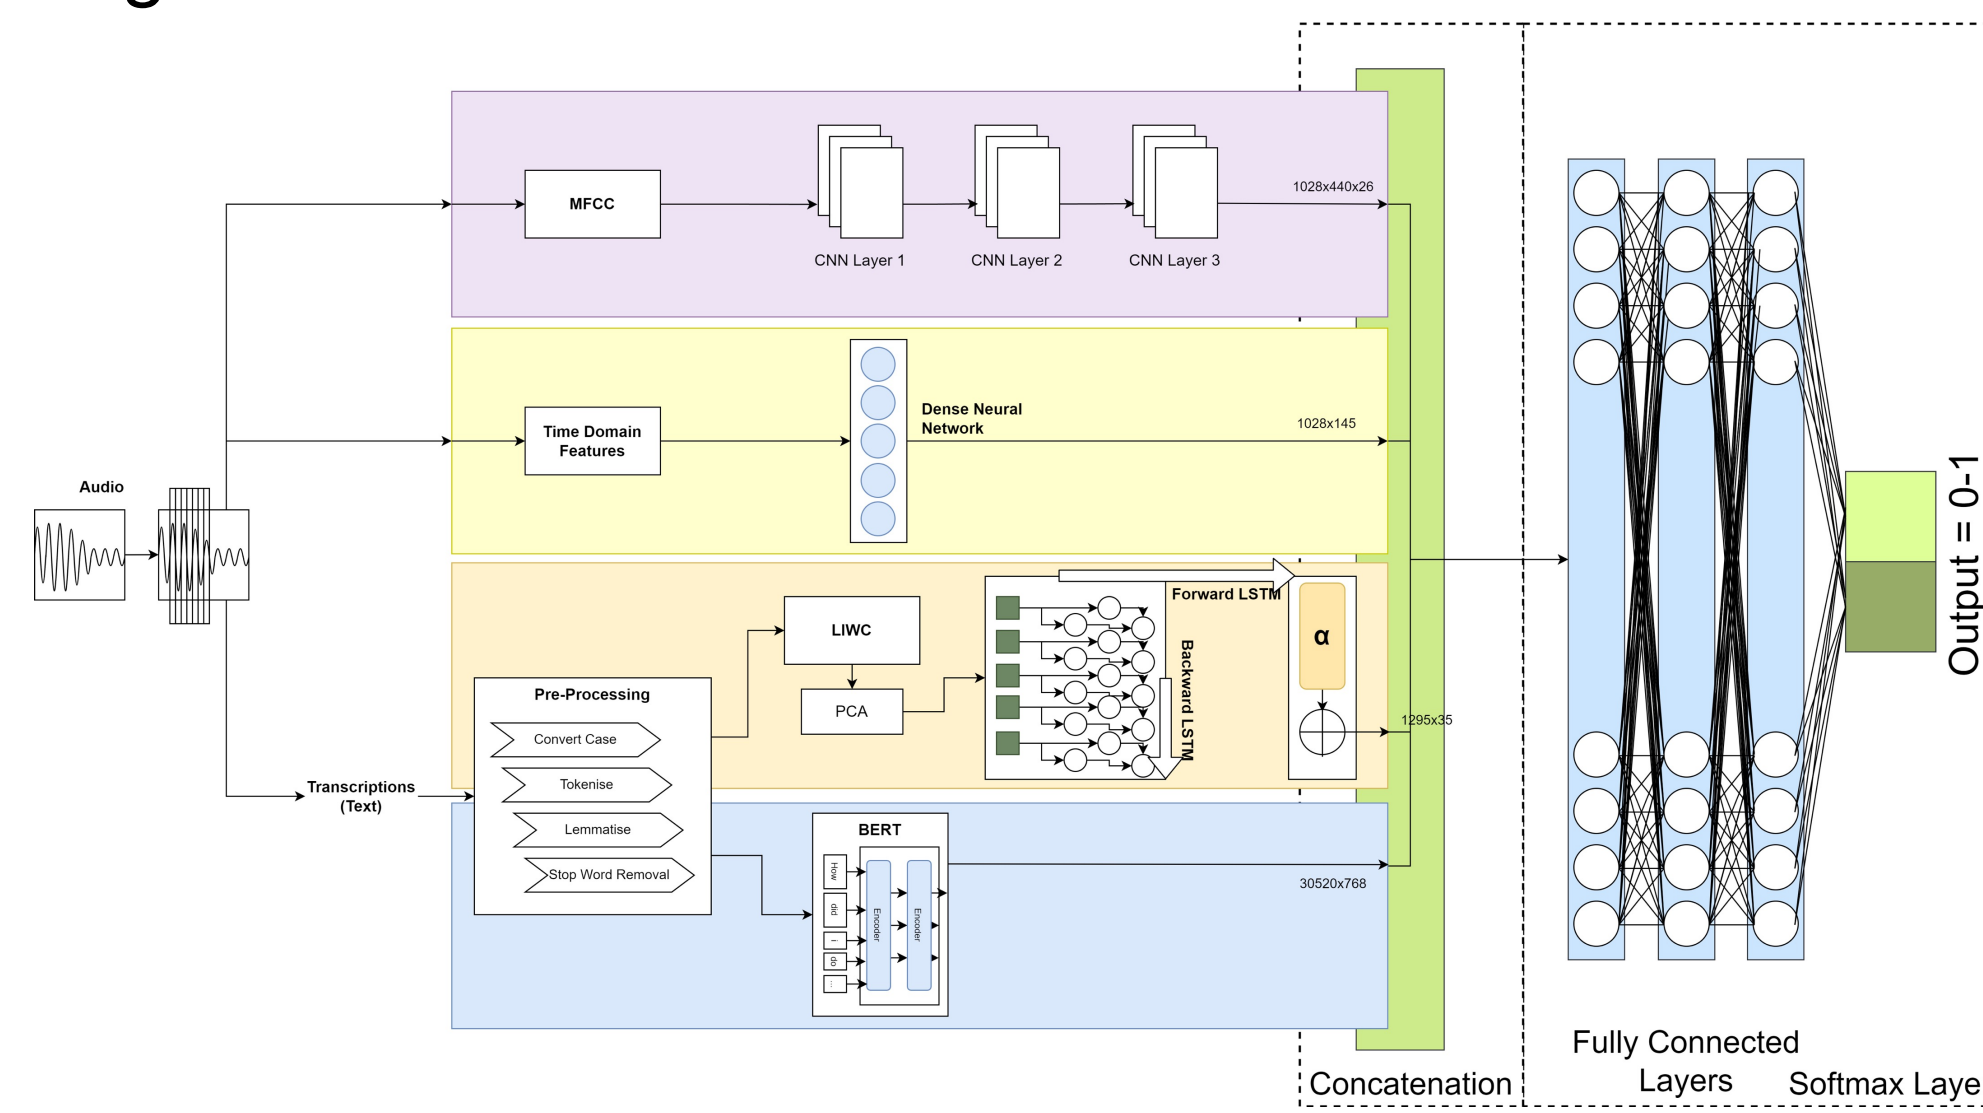 Audio
Transcriptions
(Text)
MFCC
CNN Layer 1
CNN Layer 2
CNN Layer 3
1028x440x26
Time Domain
Features
Dense Neural
Network
1028x145
Pre-Processing
Convert Case
Tokenise
Lemmatise
Stop Word Removal
LIWC
PCA
Forward LSTM
Backward LSTM
α
1295x35
BERT
How
did
i
do
...
Encoder
Encoder
30520x768
Concatenation
Fully Connected
Layers
Softmax Laye
Output = 0-1